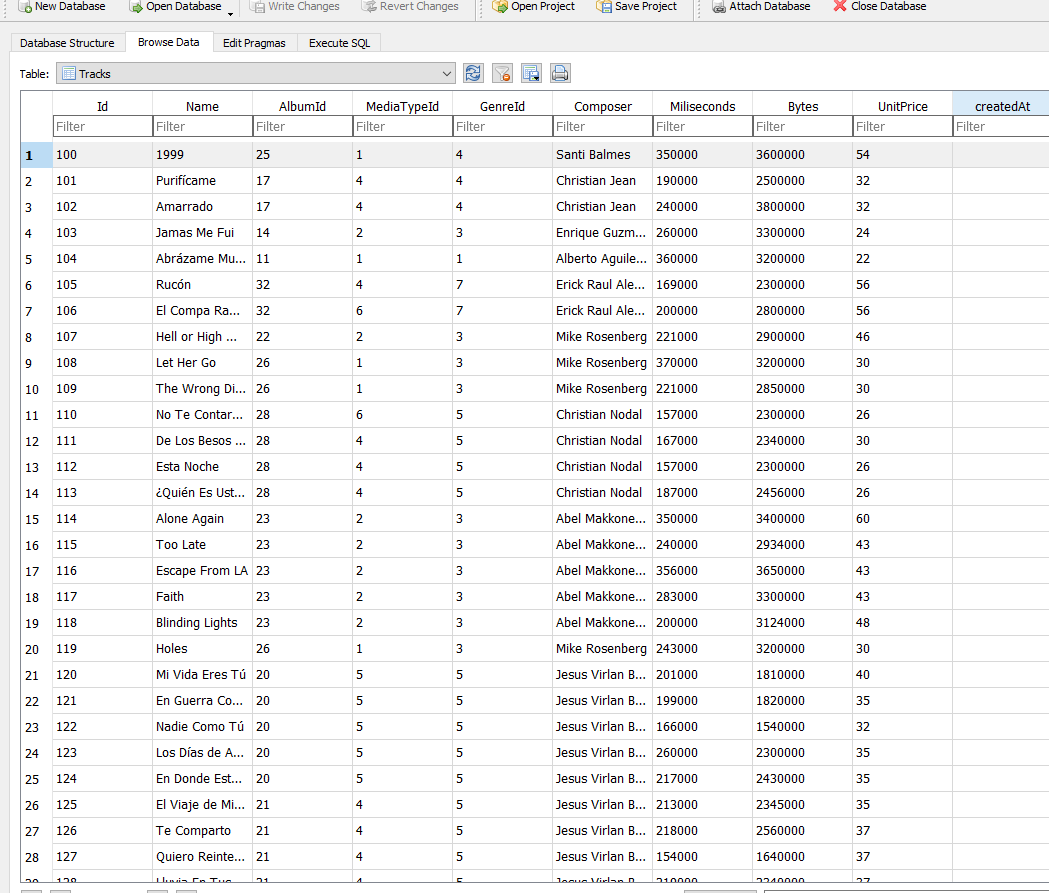 New Database Open Database Write Changes Revert Changes Open Project Save Project Attach Database Close Database
Database Structure Browse Data Edit Pragmas Execute SQL
Table: Tracks
Id Name AlbumId MediaTypeId GenreId Composer Miliseconds Bytes UnitPrice createdAt
Filter Filter Filter Filter Filter Filter Filter Filter Filter Filter
1 100 1999 25 1 4 Santi Balmes 350000 3600000 54
2 101 Purifícame 17 4 4 Christian Jean 190000 2500000 32
3 102 Amarrado 17 4 4 Christian Jean 240000 3800000 32
4 103 Jamas Me Fui 14 2 3 Enrique Guzm... 260000 3300000 24
5 104 Abrázame Mu... 11 1 1 Alberto Aguile... 360000 3200000 22
6 105 Rucón 32 4 7 Erick Raul Ale... 169000 2300000 56
7 106 El Compa Ra... 32 6 7 Erick Raul Ale... 200000 2800000 56
8 107 Hell or High ... 22 2 3 Mike Rosenberg 221000 2900000 46
9 108 Let Her Go 26 1 3 Mike Rosenberg 370000 3200000 30
10 109 The Wrong Di... 26 1 3 Mike Rosenberg 221000 2850000 30
11 110 No Te Contar... 28 6 5 Christian Nodal 157000 2300000 26
12 111 De Los Besos ... 28 4 5 Christian Nodal 167000 2340000 30
13 112 Esta Noche 28 4 5 Christian Nodal 157000 2300000 26
14 113 ¿Quién Es Ust... 28 4 5 Christian Nodal 187000 2456000 26
15 114 Alone Again 23 2 3 Abel Makkone... 350000 3400000 60
16 115 Too Late 23 2 3 Abel Makkone... 240000 2934000 43
17 116 Escape From LA 23 2 3 Abel Makkone... 356000 3650000 43
18 117 Faith 23 2 3 Abel Makkone... 283000 3300000 43
19 118 Blinding Lights 23 2 3 Abel Makkone... 200000 3124000 48
20 119 Holes 26 1 3 Mike Rosenberg 243000 3200000 30
21 120 Mi Vida Eres Tú 20 5 5 Jesus Virlan B... 201000 1810000 40
22 121 En Guerra Co... 20 5 5 Jesus Virlan B... 199000 1820000 35
23 122 Nadie Como Tú 20 5 5 Jesus Virlan B... 166000 1540000 32
24 123 Los Días de A... 20 5 5 Jesus Virlan B... 260000 2300000 35
25 124 En Donde Est... 20 5 5 Jesus Virlan B... 217000 2430000 35
26 125 El Viaje de Mi... 21 4 5 Jesus Virlan B... 213000 2345000 35
27 126 Te Comparto 21 4 5 Jesus Virlan B... 218000 2560000 37
28 127 Quiero Reinte... 21 4 5 Jesus Virlan B... 154000 1640000 37